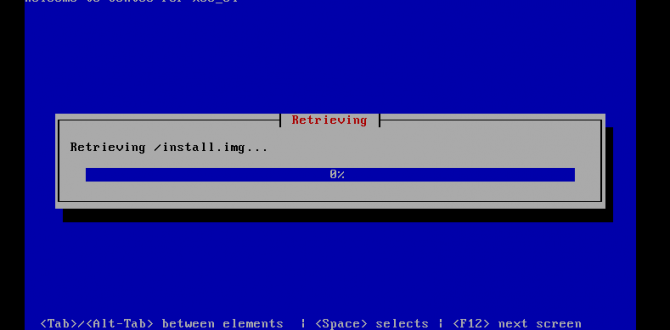 Welcome to CentOS for x86_64
Retrieving
Retrieving /install.img...
0%
<Tab>/<Alt-Tab> between elements | <Space> selects | <F12> next screen